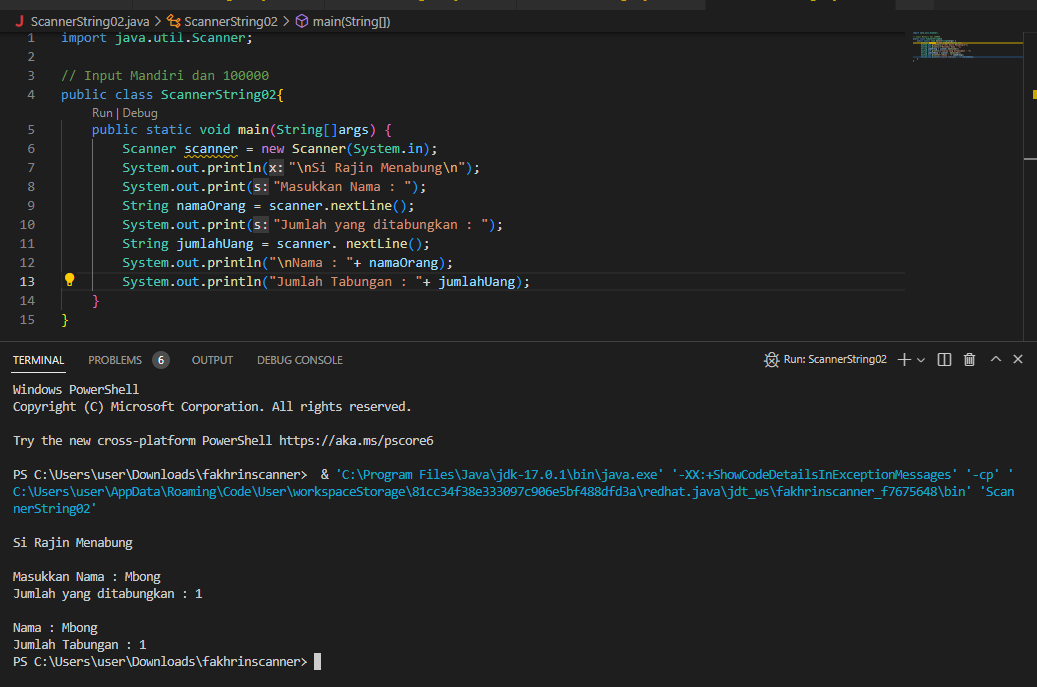 J ScannerString02.java > ScannerString02 > main(String[])
1 import java.util.Scanner;
2
3 // Input Mandiri dan 100000
4 public class ScannerString02{
Run | Debug
5 public static void main(String[]args) {
6 Scanner scanner = new Scanner(System.in);
7 System.out.println(x: "\nSi Rajin Menabung\n");
8 System.out.print(s: "Masukkan Nama : ");
9 String namaOrang = scanner.nextLine();
10 System.out.print(s: "Jumlah yang ditabungkan : ");
11 String jumlahUang = scanner. nextLine();
12 System.out.println("\nNama : "+ namaOrang);
13 System.out.println("Jumlah Tabungan : "+ jumlahUang);
14 }
15 }
TERMINAL PROBLEMS 6 OUTPUT DEBUG CONSOLE Run: ScannerString02
Windows PowerShell
Copyright (C) Microsoft Corporation. All rights reserved.
Try the new cross-platform PowerShell https://aka.ms/pscore6
PS C:\Users\user\Downloads\fakhrinscanner> & 'C:\Program Files\Java\jdk-17.0.1\bin\java.exe' '-XX:+ShowCodeDetailsInExceptionMessages' '-cp' '
C:\Users\user\AppData\Roaming\Code\User\workspaceStorage\81cc34f38e333097c906e5bf488dfd3a\redhat.java\jdt_ws\fakhrinscanner_f7675648\bin' 'Scan
nerString02'
Si Rajin Menabung
Masukkan Nama : Mbong
Jumlah yang ditabungkan : 1
Nama : Mbong
Jumlah Tabungan : 1
PS C:\Users\user\Downloads\fakhrinscanner>